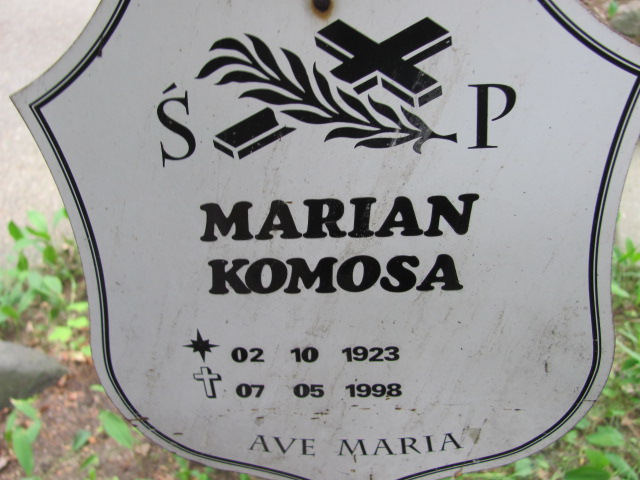 Ś P
MARIAN
KOMOSA
02 10 1923
07 05 1998
AVE MARIA